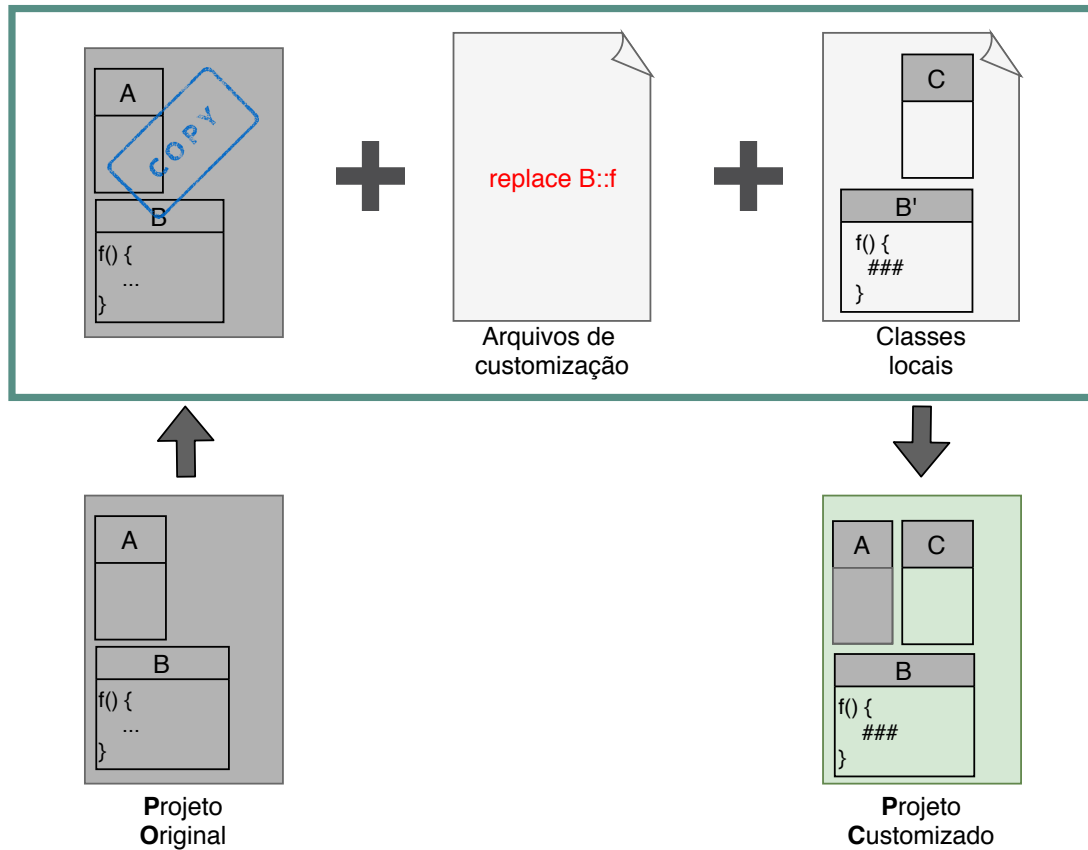 A
COPY
B
f() {
...
}
replace B::f
Arquivos de
customização
C
B'
f() {
###
}
Classes
locais
A
B
f() {
...
}
Projeto
Original
A
C
B
f() {
###
}
Projeto
Customizado